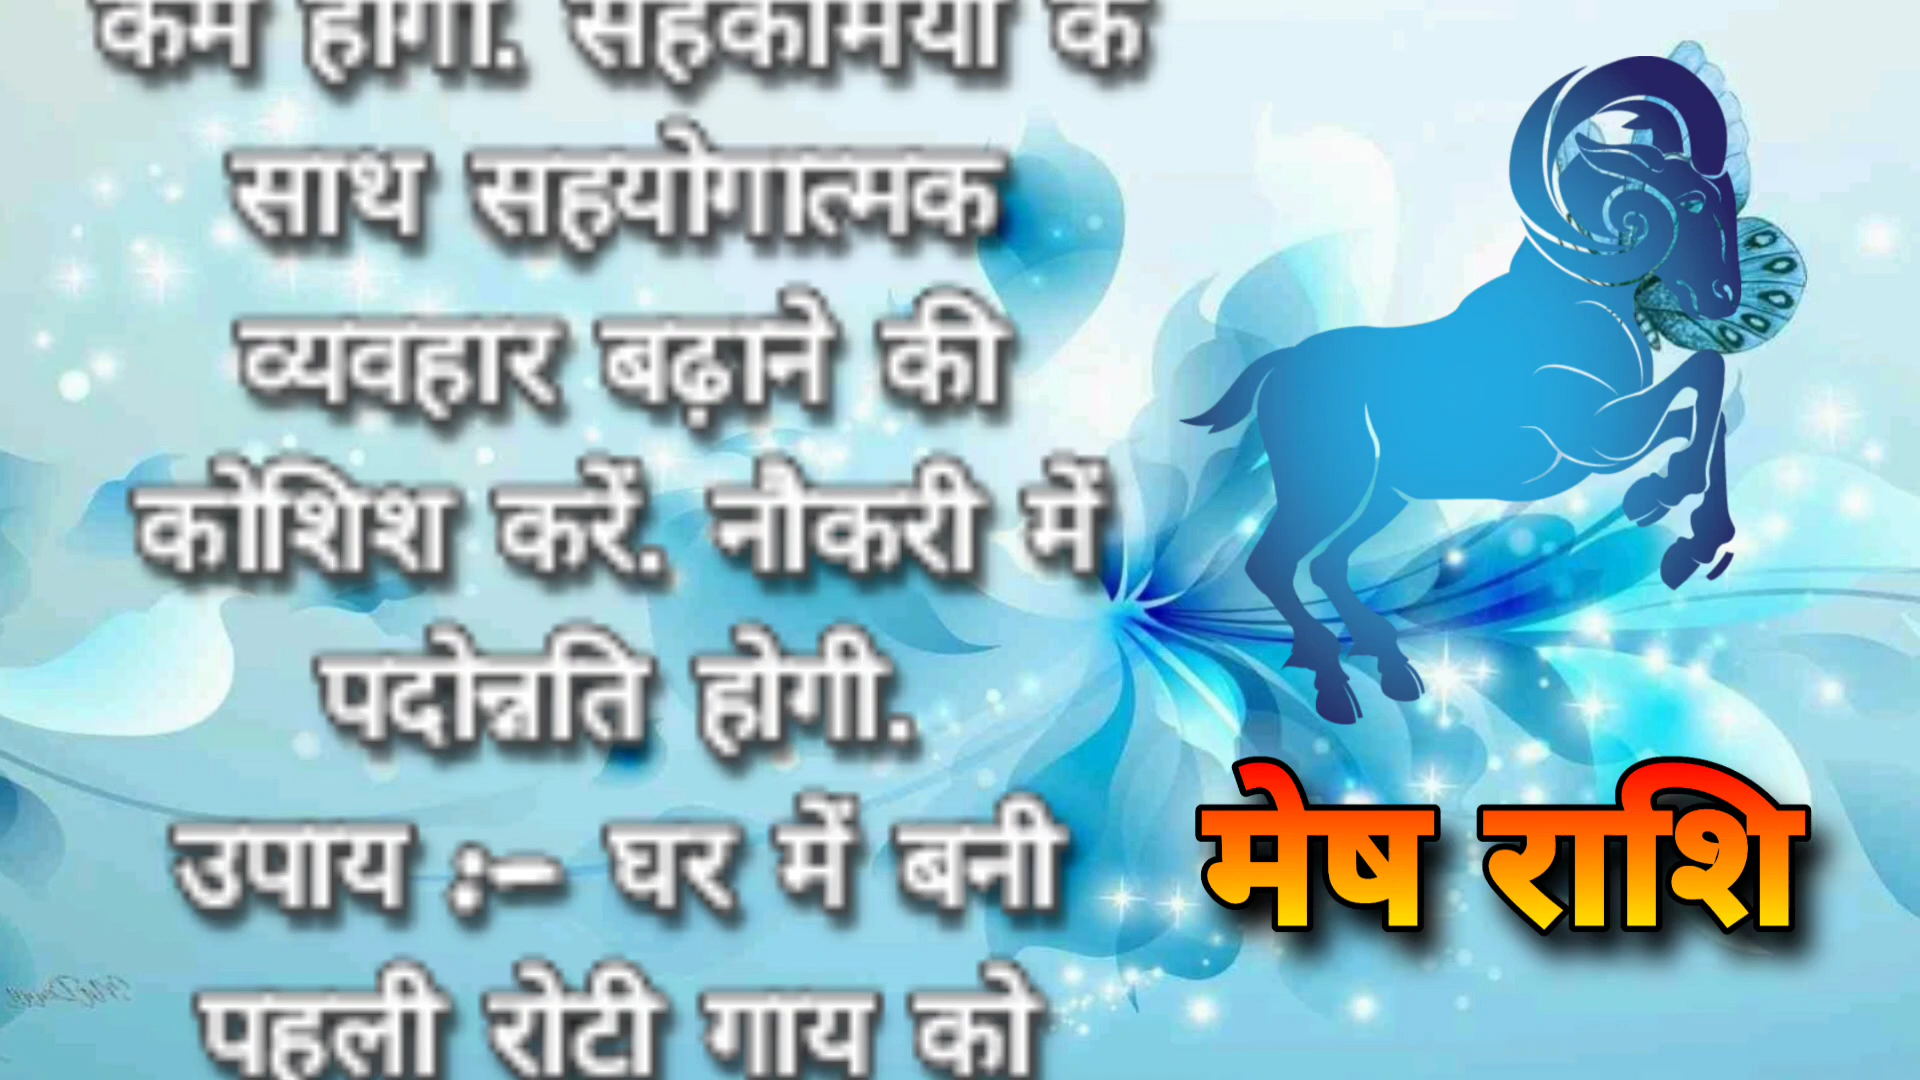 कम होगी. सहकर्मियों के
साथ सहयोगात्मक
व्यवहार बढ़ाने की
कोशिश करें. नौकरी में
पदोन्नति होगी.
उपाय :– घर में बनी
पहली रोटी गाय को
मेष राशि